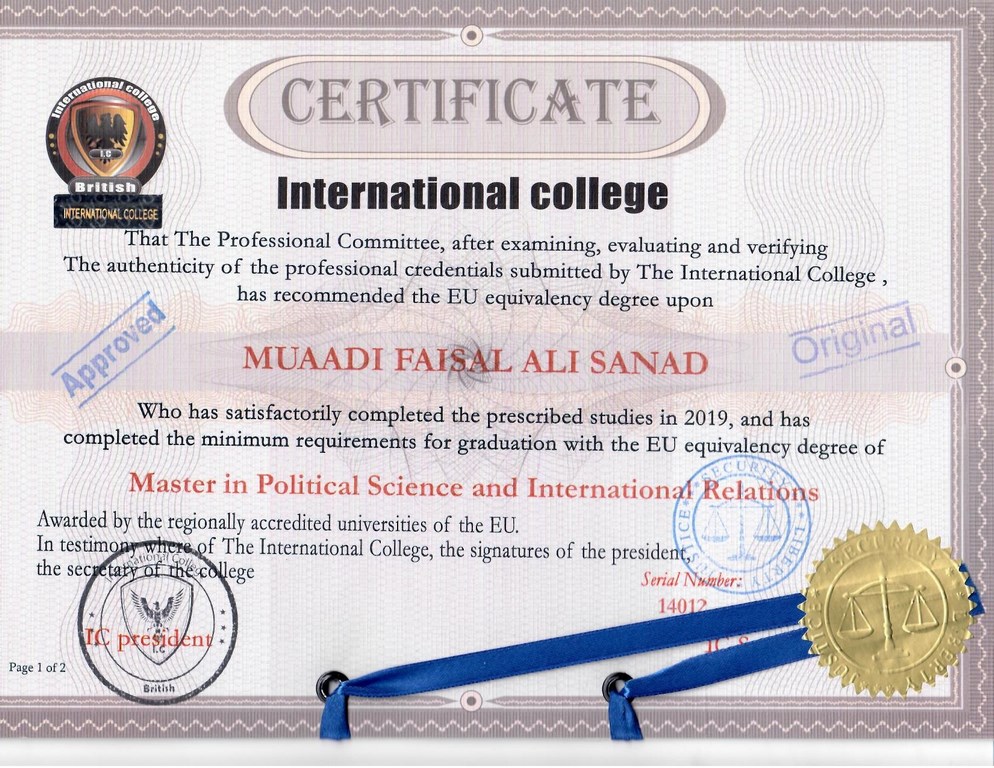 International college
I.C
British
INTERNATIONAL COLLEGE
CERTIFICATE
International college
That The Professional Committee, after examining, evaluating and verifying
The authenticity of the professional credentials submitted by The International College ,
has recommended the EU equivalency degree upon
Approved
Original
MUAADI FAISAL ALI SANAD
Who has satisfactorily completed the prescribed studies in 2019, and has
completed the minimum requirements for graduation with the EU equivalency degree of
Master in Political Science and International Relations
Awarded by the regionally accredited universities of the EU.
In testimony where of The International College, the signatures of the president,
the secretary of the college
SECURITY
JUSTICE
LIBERTY
Serial Number:
14012
International College
IC president
I.C
British
IC S
Page 1 of 2
SECURITY
JUSTICE
LIBERTY